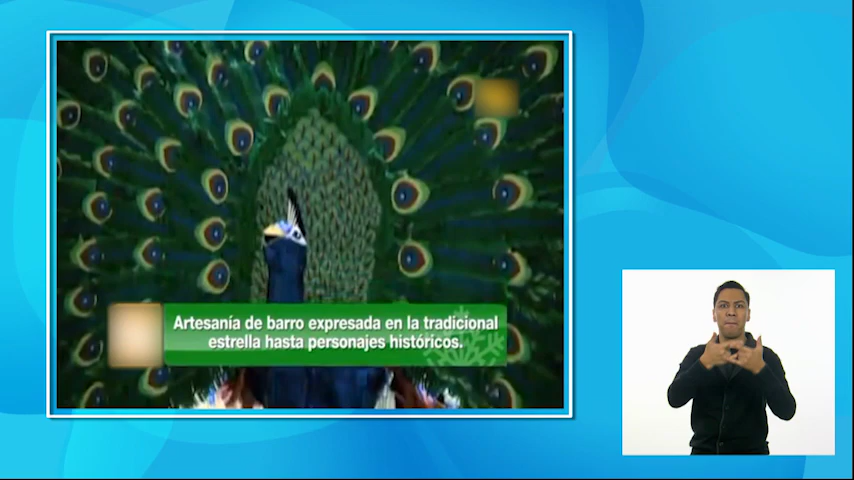 Artesanía de barro expresada en la tradicional
estrella hasta personajes históricos.